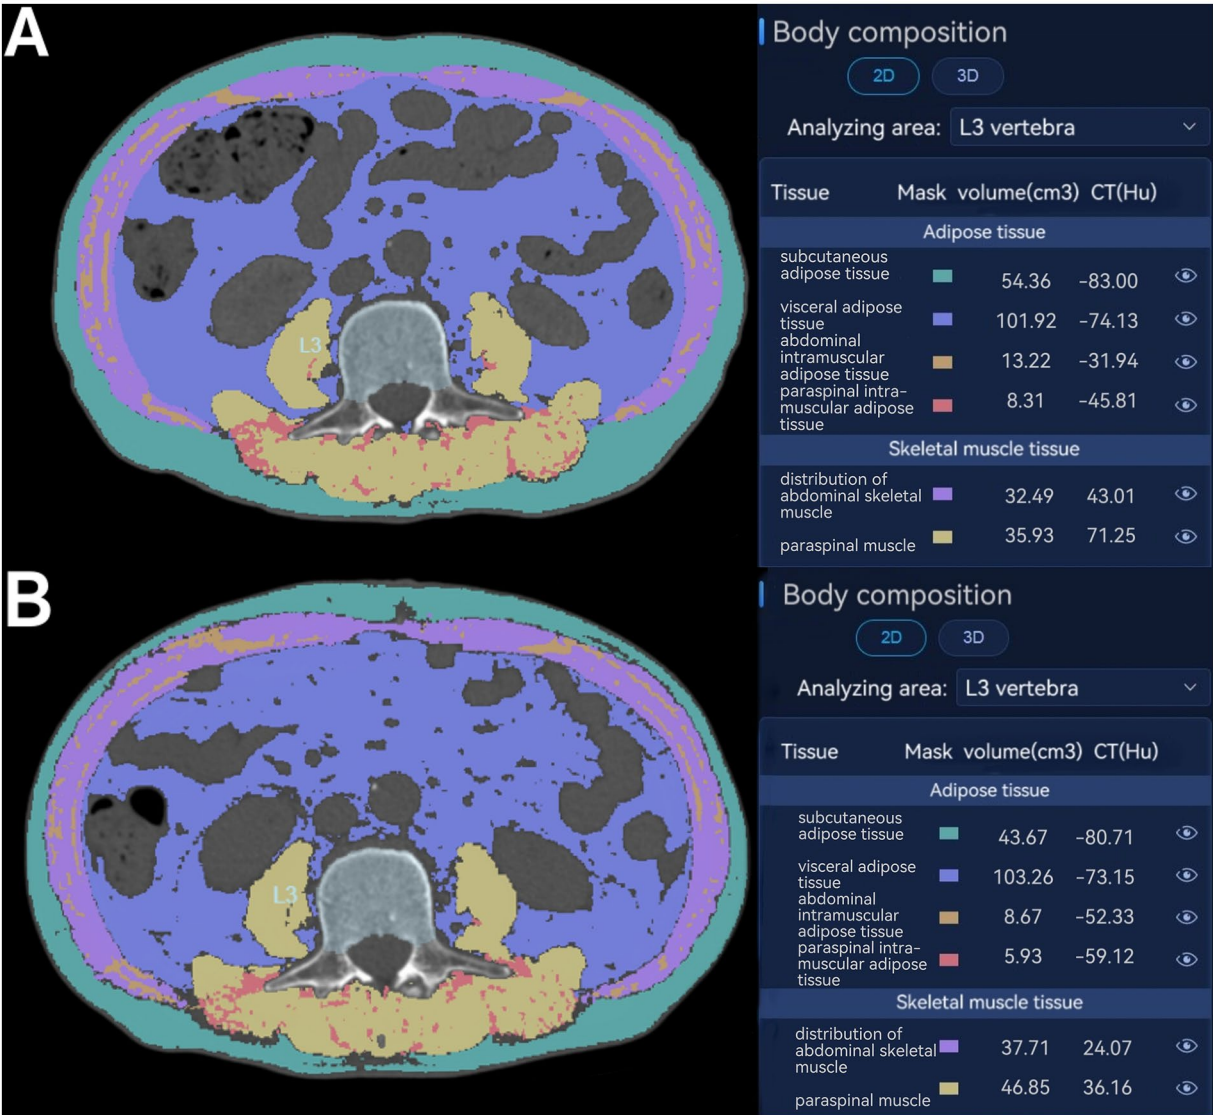 A
Body composition
2D 3D
Analyzing area: L3 vertebra
Tissue Mask volume(cm3) CT(Hu)
Adipose tissue
subcutaneous
adipose tissue 54.36 -83.00
visceral adipose
tissue 101.92 -74.13
abdominal
intramuscular
adipose tissue 13.22 -31.94
paraspinal intra-
muscular adipose
tissue 8.31 -45.81
Skeletal muscle tissue
distribution of
abdominal skeletal
muscle 32.49 43.01
paraspinal muscle 35.93 71.25
L3
B
Body composition
2D 3D
Analyzing area: L3 vertebra
Tissue Mask volume(cm3) CT(Hu)
Adipose tissue
subcutaneous
adipose tissue 43.67 -80.71
visceral adipose
tissue 103.26 -73.15
abdominal
intramuscular
adipose tissue 8.67 -52.33
paraspinal intra-
muscular adipose
tissue 5.93 -59.12
Skeletal muscle tissue
distribution of
abdominal skeletal
muscle 37.71 24.07
paraspinal muscle 46.85 36.16
L3